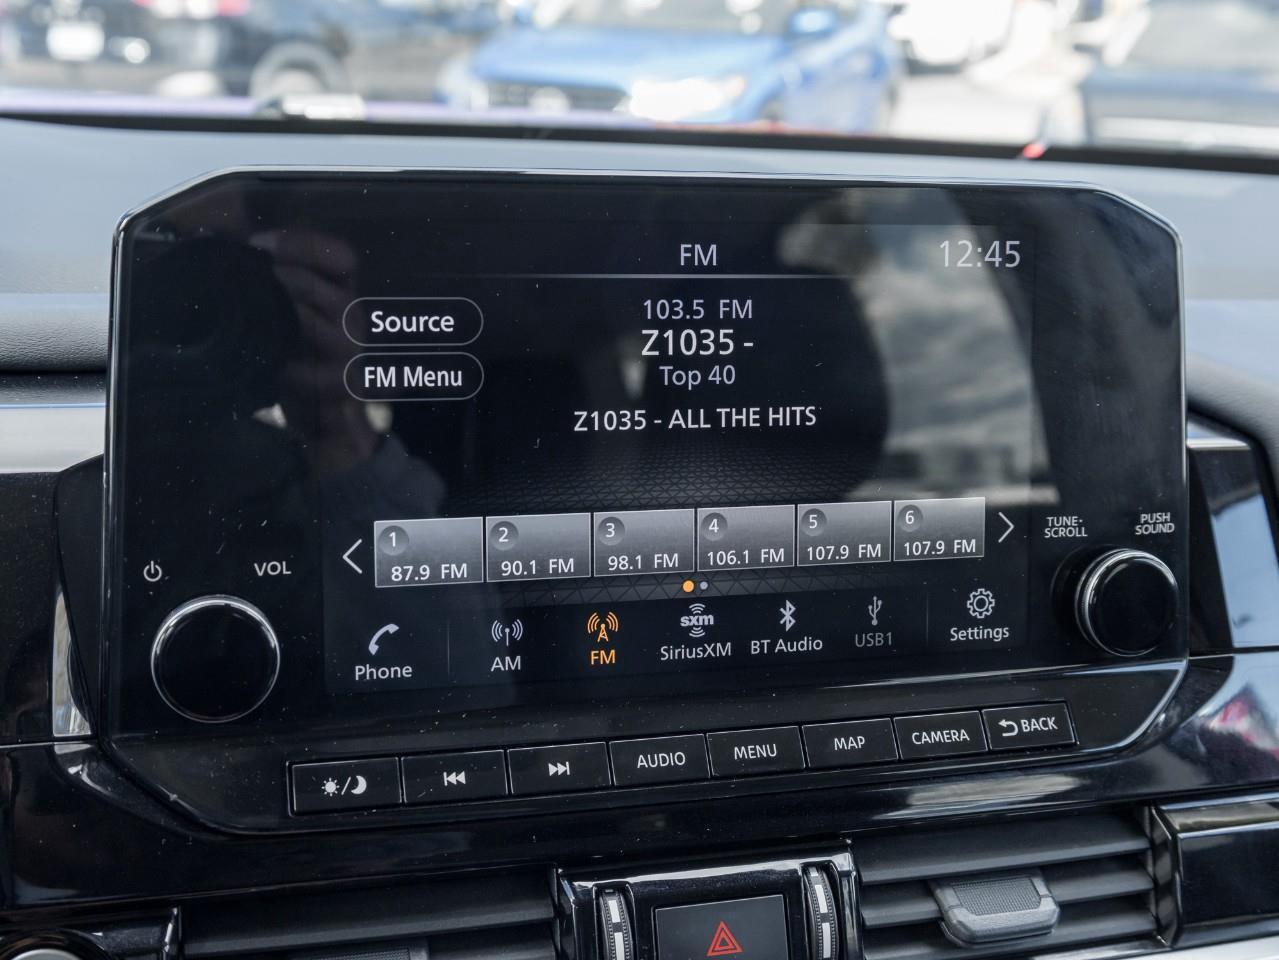 FM
12:45
Source
103.5 FM
Z1035 -
FM Menu
Top 40
Z1035 - ALL THE HITS
1
87.9 FM
2
90.1 FM
3
98.1 FM
4
106.1 FM
5
107.9 FM
6
107.9 FM
TUNE-
SCROLL
PUSH
SOUND
VOL
Phone
AM
FM
sxm
SiriusXM
BT Audio
USB1
Settings
AUDIO
MENU
MAP
CAMERA
BACK